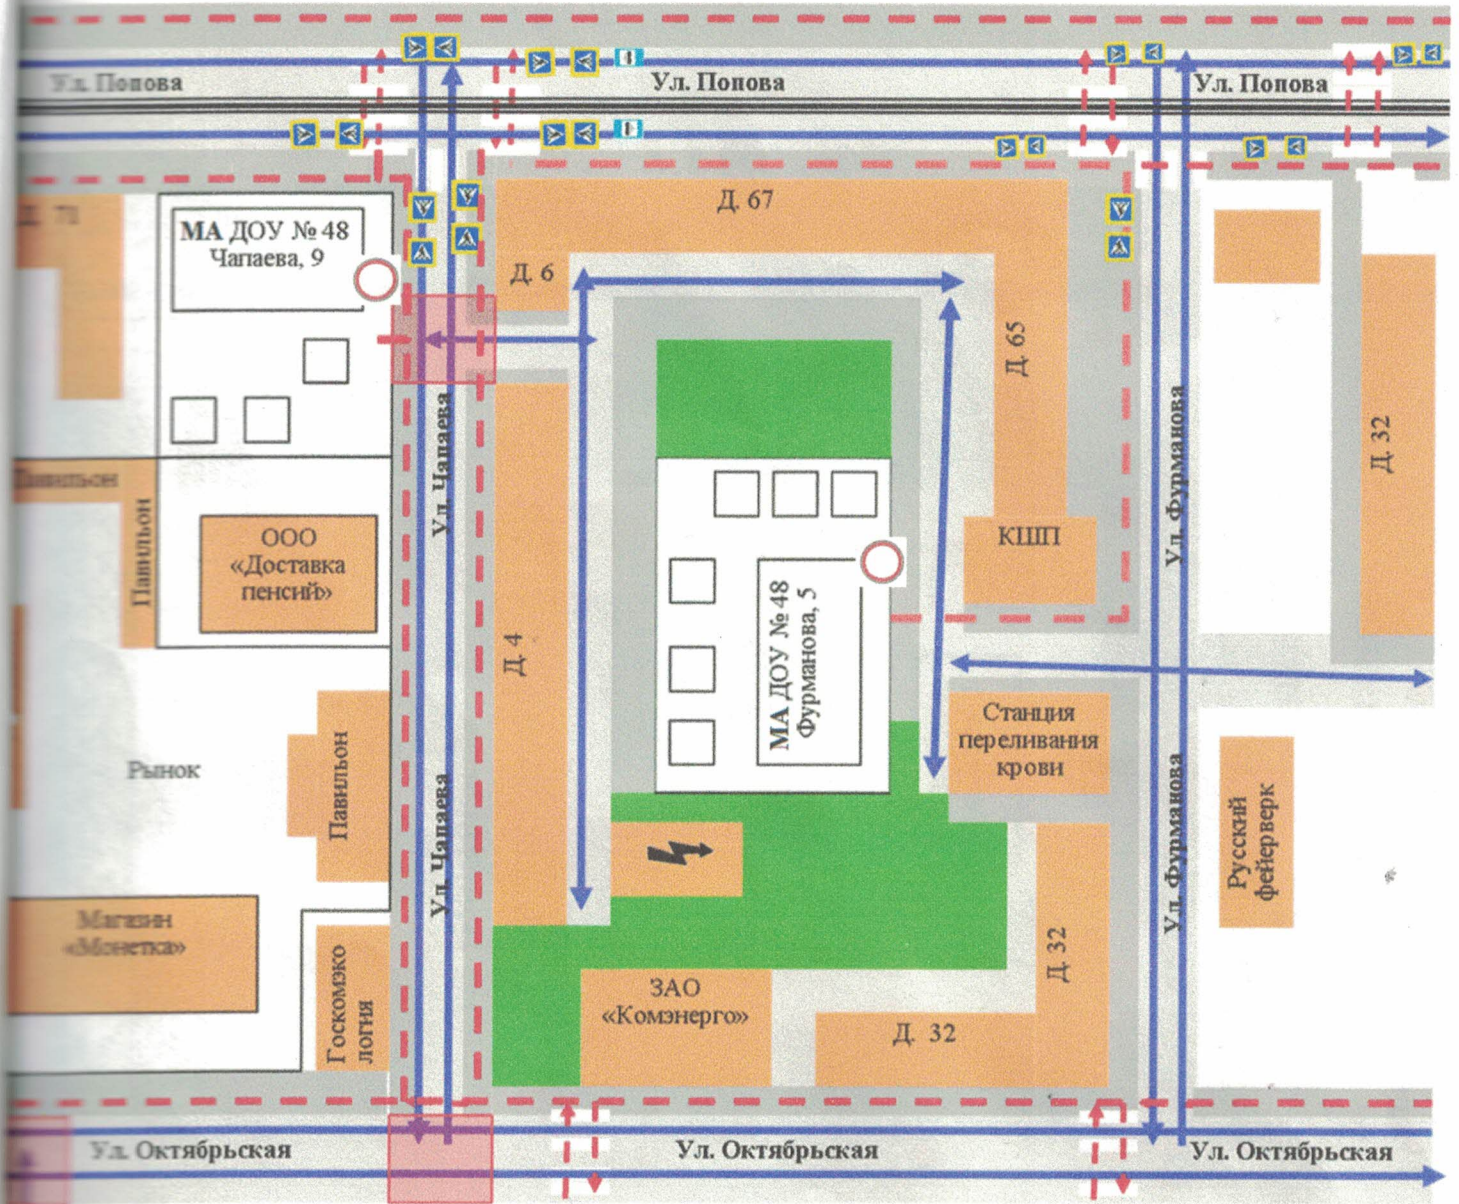 Ул. Попова
Ул. Попова
Ул. Попова
Д. 71
МА ДОУ № 48
Чапаева, 9
Д. 67
Д. 6
Д. 65
Ул. Чапаева
Ул. Фурманова
Д. 32
Павильон
Павильон
ООО
«Доставка
пенсий»
КШП
МА ДОУ № 48
Фурманова, 5
Д. 4
Станция
переливания
крови
Рынок
Павильон
Ул. Чапаева
Ул. Фурманова
Русский
фейерверк
Магазин
«Монетка»
Госкомэко
логия
ЗАО
«Комэнерго»
Д. 32
Д. 32
Ул. Октябрьская
Ул. Октябрьская
Ул. Октябрьская